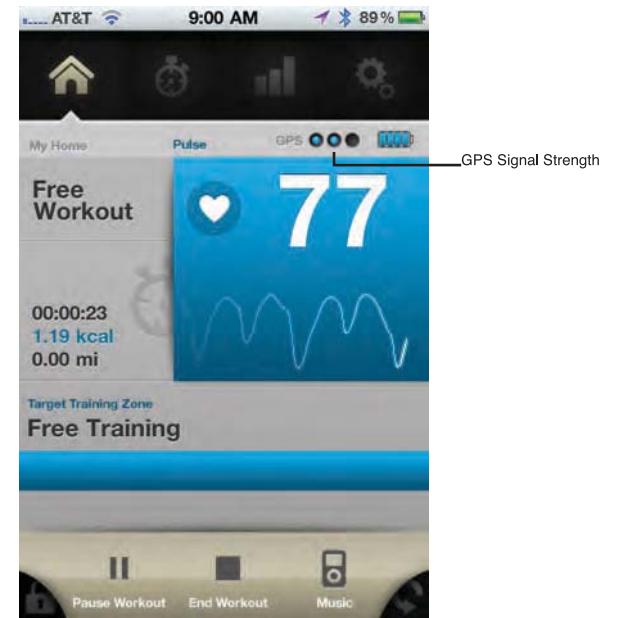 AT&T 9:00 AM 89%
My Home Pulse GPS
GPS Signal Strength
Free
Workout
77
00:00:23
1.19 kcal
0.00 mi
Target Training Zone
Free Training
Pause Workout End Workout Music